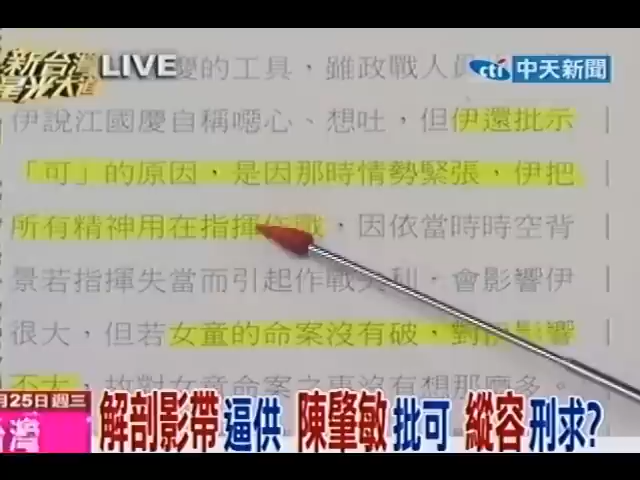 新台灣
星光大道
LIVE
cti 中天新聞
慶的工具，雖政戰人
伊說江國慶自稱噁心、想吐，但伊還批示
「可」的原因，是因那時情勢緊張，伊把
所有精神用在指揮作戰，因依當時時空背
景若指揮失當而引起作戰失利，會影響伊
很大，但若女童的命案沒有破，對伊影響
不大，故對女童命案之事沒有想那麼多。
月25日週三
台灣
解剖影帶逼供 陳肇敏批可 縱容刑求?